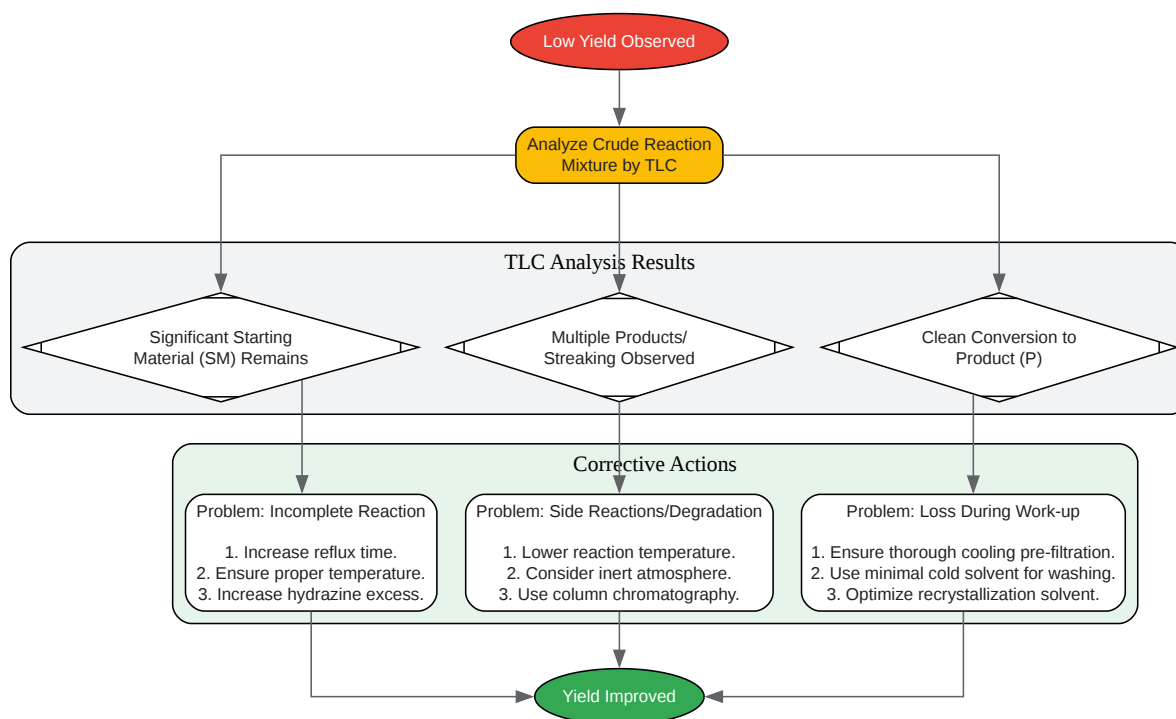 Low Yield Observed
Analyze Crude Reaction
Mixture by TLC
TLC Analysis Results
Significant Starting
Material (SM) Remains
Multiple Products/
Streaking Observed
Clean Conversion to
Product (P)
Corrective Actions
Problem: Incomplete Reaction
1. Increase reflux time.
2. Ensure proper temperature.
3. Increase hydrazine excess.
Problem: Side Reactions/Degradation
1. Lower reaction temperature.
2. Consider inert atmosphere.
3. Use column chromatography.
Problem: Loss During Work-up
1. Ensure thorough cooling pre-filtration.
2. Use minimal cold solvent for washing.
3. Optimize recrystallization solvent.
Yield Improved